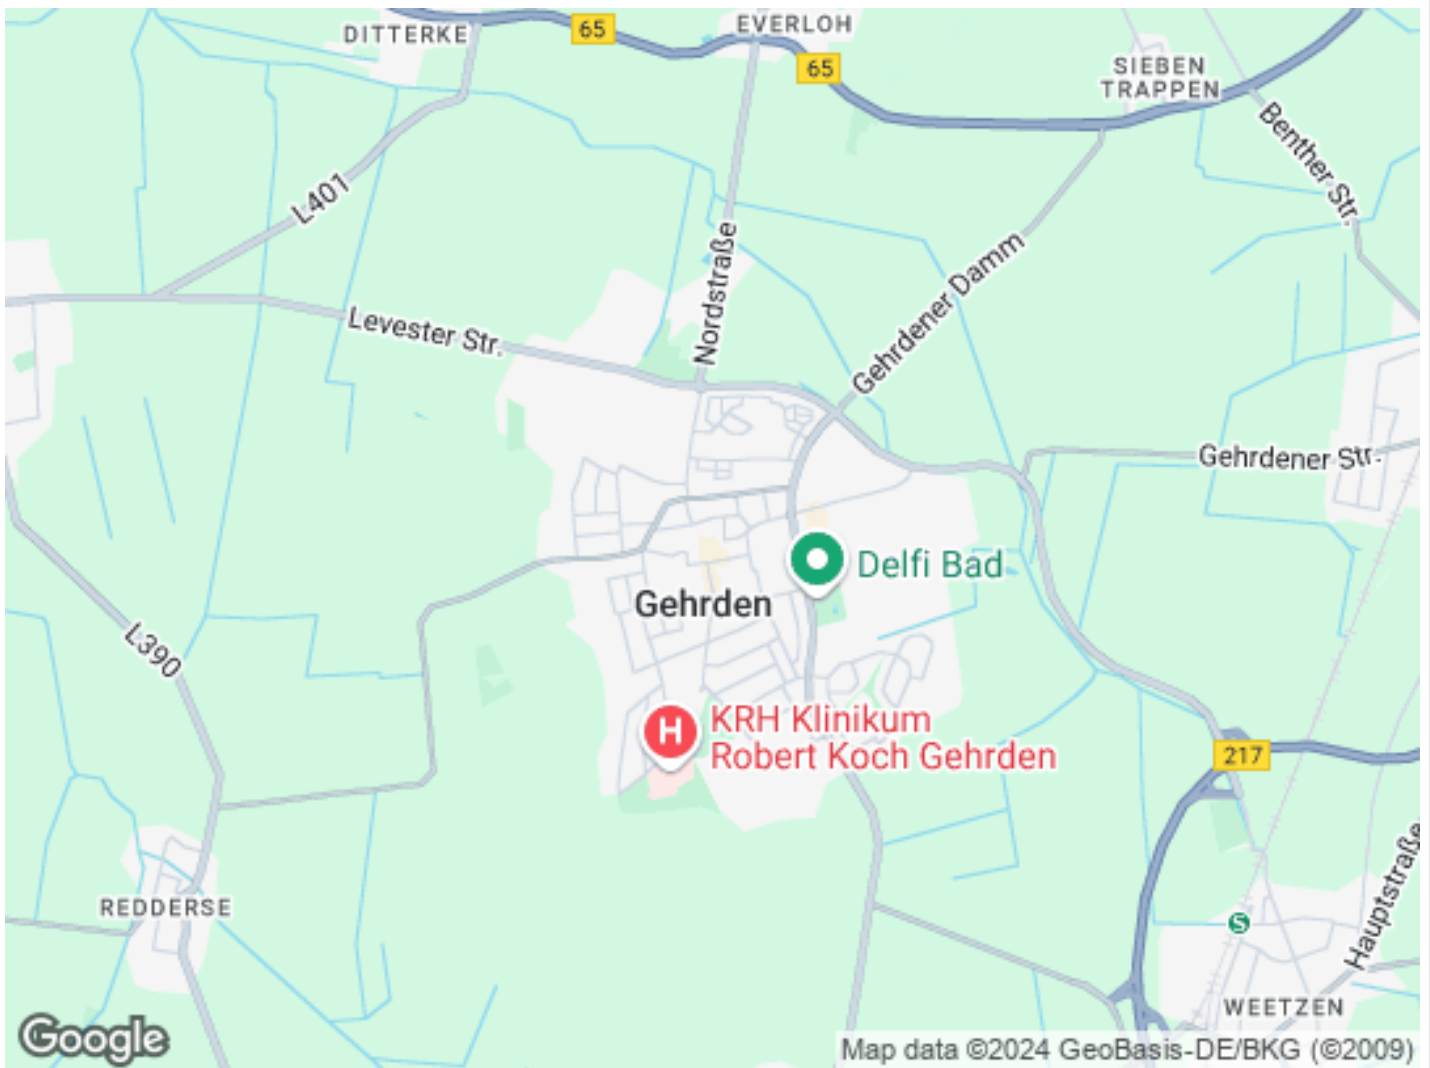 DITTERKE
65
EVERLOH
65
SIEBEN
TRAPPEN
Benther Str.
L401
Nordstraße
Gehrdener Damm
Levester Str.
Gehrdener Str.
Delfi Bad
Gehrden
L390
H
KRH Klinikum
Robert Koch Gehrden
217
REDDERSE
S
Hauptstraße
WEETZEN
Google
Map data ©2024 GeoBasis-DE/BKG (©2009)